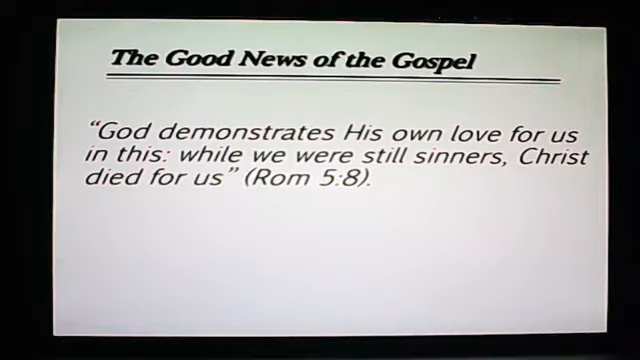 The Good News of the Gospel
“God demonstrates His own love for us
in this: while we were still sinners, Christ
died for us” (Rom 5:8).